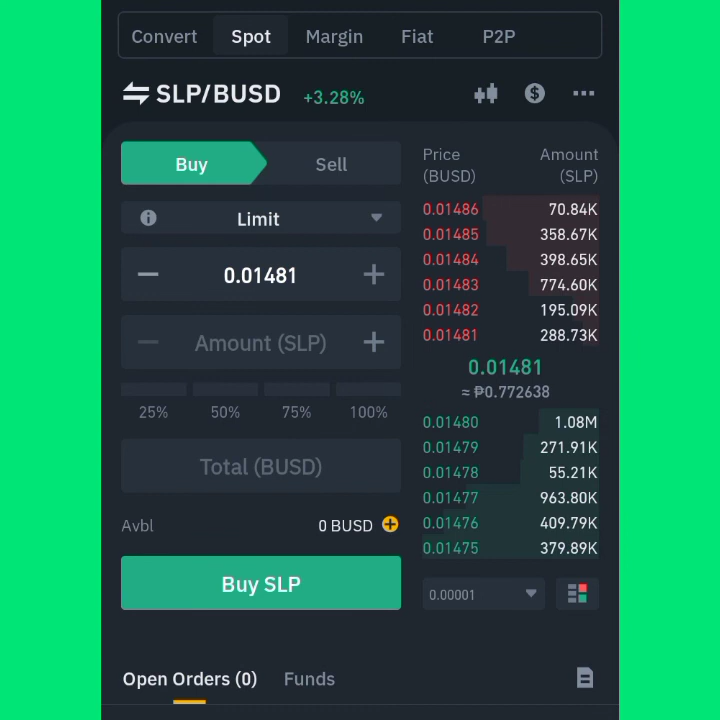 Convert Spot Margin Fiat P2P
SLP/BUSD +3.28%
Buy Sell
Limit
0.01481
Amount (SLP)
25% 50% 75% 100%
Total (BUSD)
Avbl 0 BUSD
Buy SLP
Price (BUSD) Amount (SLP)
0.01486 70.84K
0.01485 358.67K
0.01484 398.65K
0.01483 774.60K
0.01482 195.09K
0.01481 288.73K
0.01481
≈ ₱0.772638
0.01480 1.08M
0.01479 271.91K
0.01478 55.21K
0.01477 963.80K
0.01476 409.79K
0.01475 379.89K
0.00001
Open Orders (0) Funds